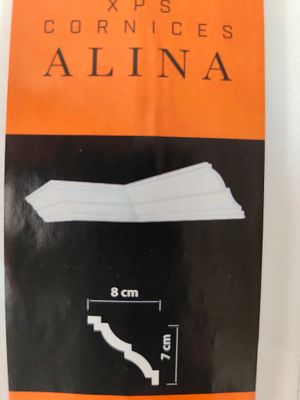 XPS
CORNICES
ALINA
8 cm
7 cm